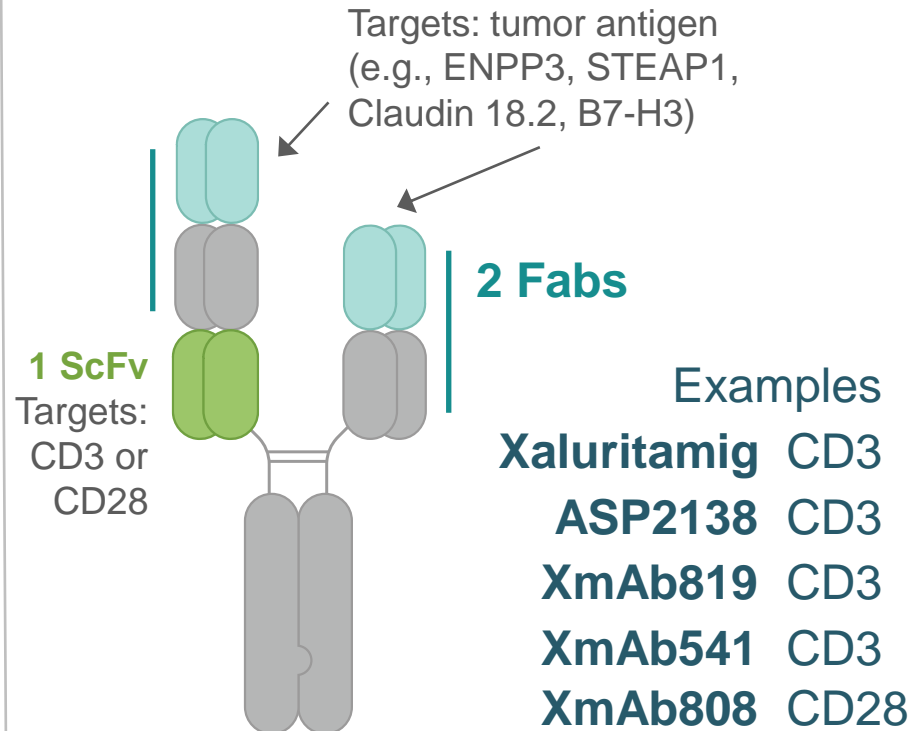 Targets: tumor antigen
(e.g., ENPP3, STEAP1,
Claudin 18.2, B7-H3)
2 Fabs
1 ScFv
Targets:
CD3 or
CD28
Examples
Xaluritamig CD3
ASP2138 CD3
XmAb819 CD3
XmAb541 CD3
XmAb808 CD28